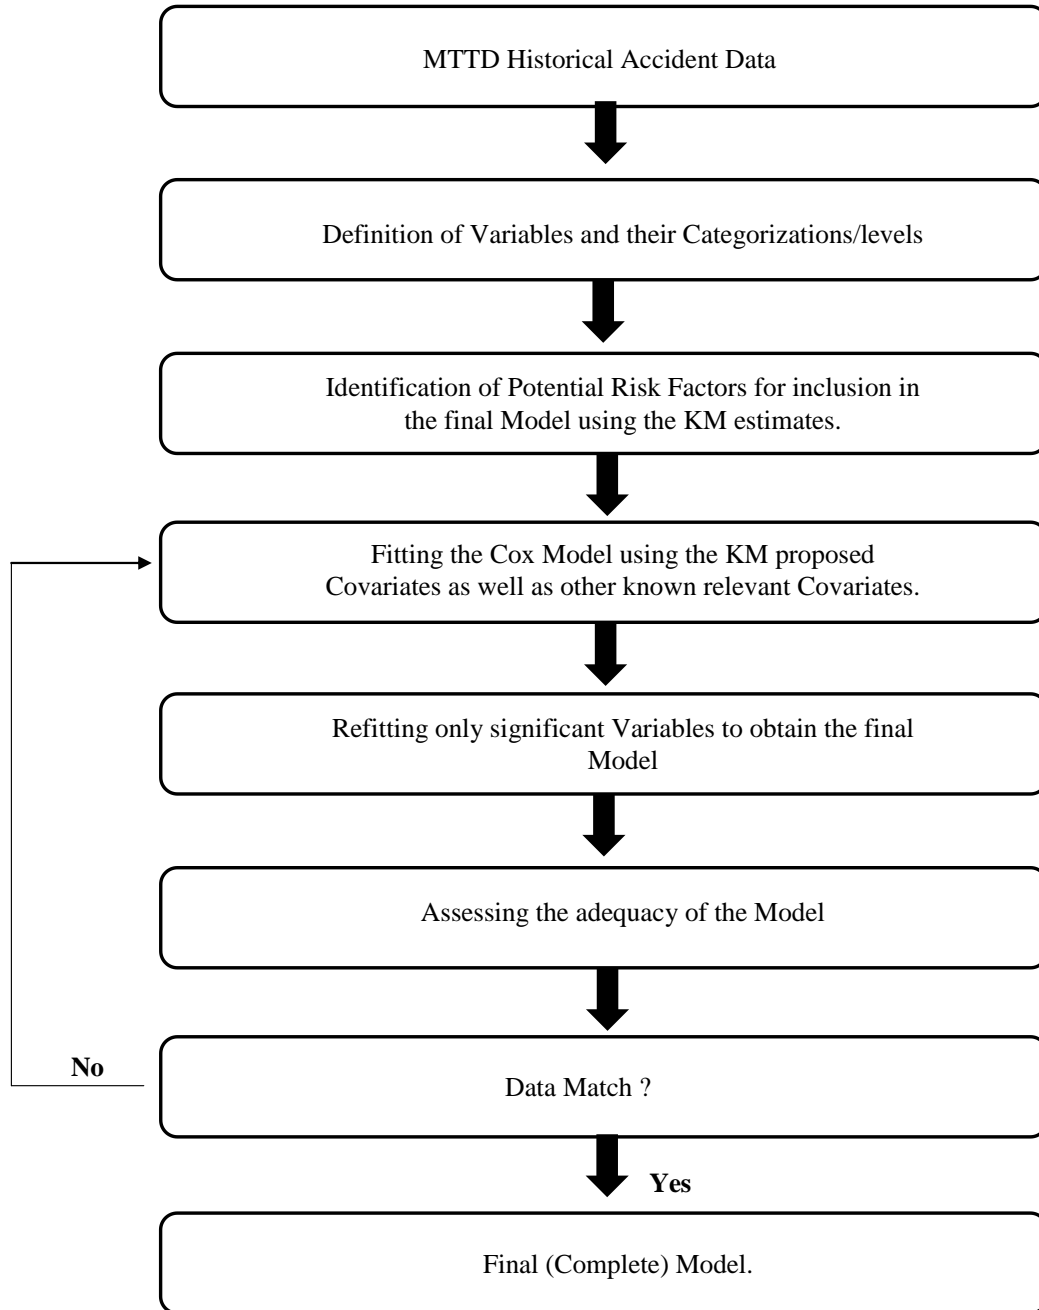 MTTD Historical Accident Data
Definition of Variables and their Categorizations/levels
Identification of Potential Risk Factors for inclusion in
the final Model using the KM estimates.
Fitting the Cox Model using the KM proposed
Covariates as well as other known relevant Covariates.
Refitting only significant Variables to obtain the final
Model
Assessing the adequacy of the Model
No
Data Match ?
Yes
Final (Complete) Model.